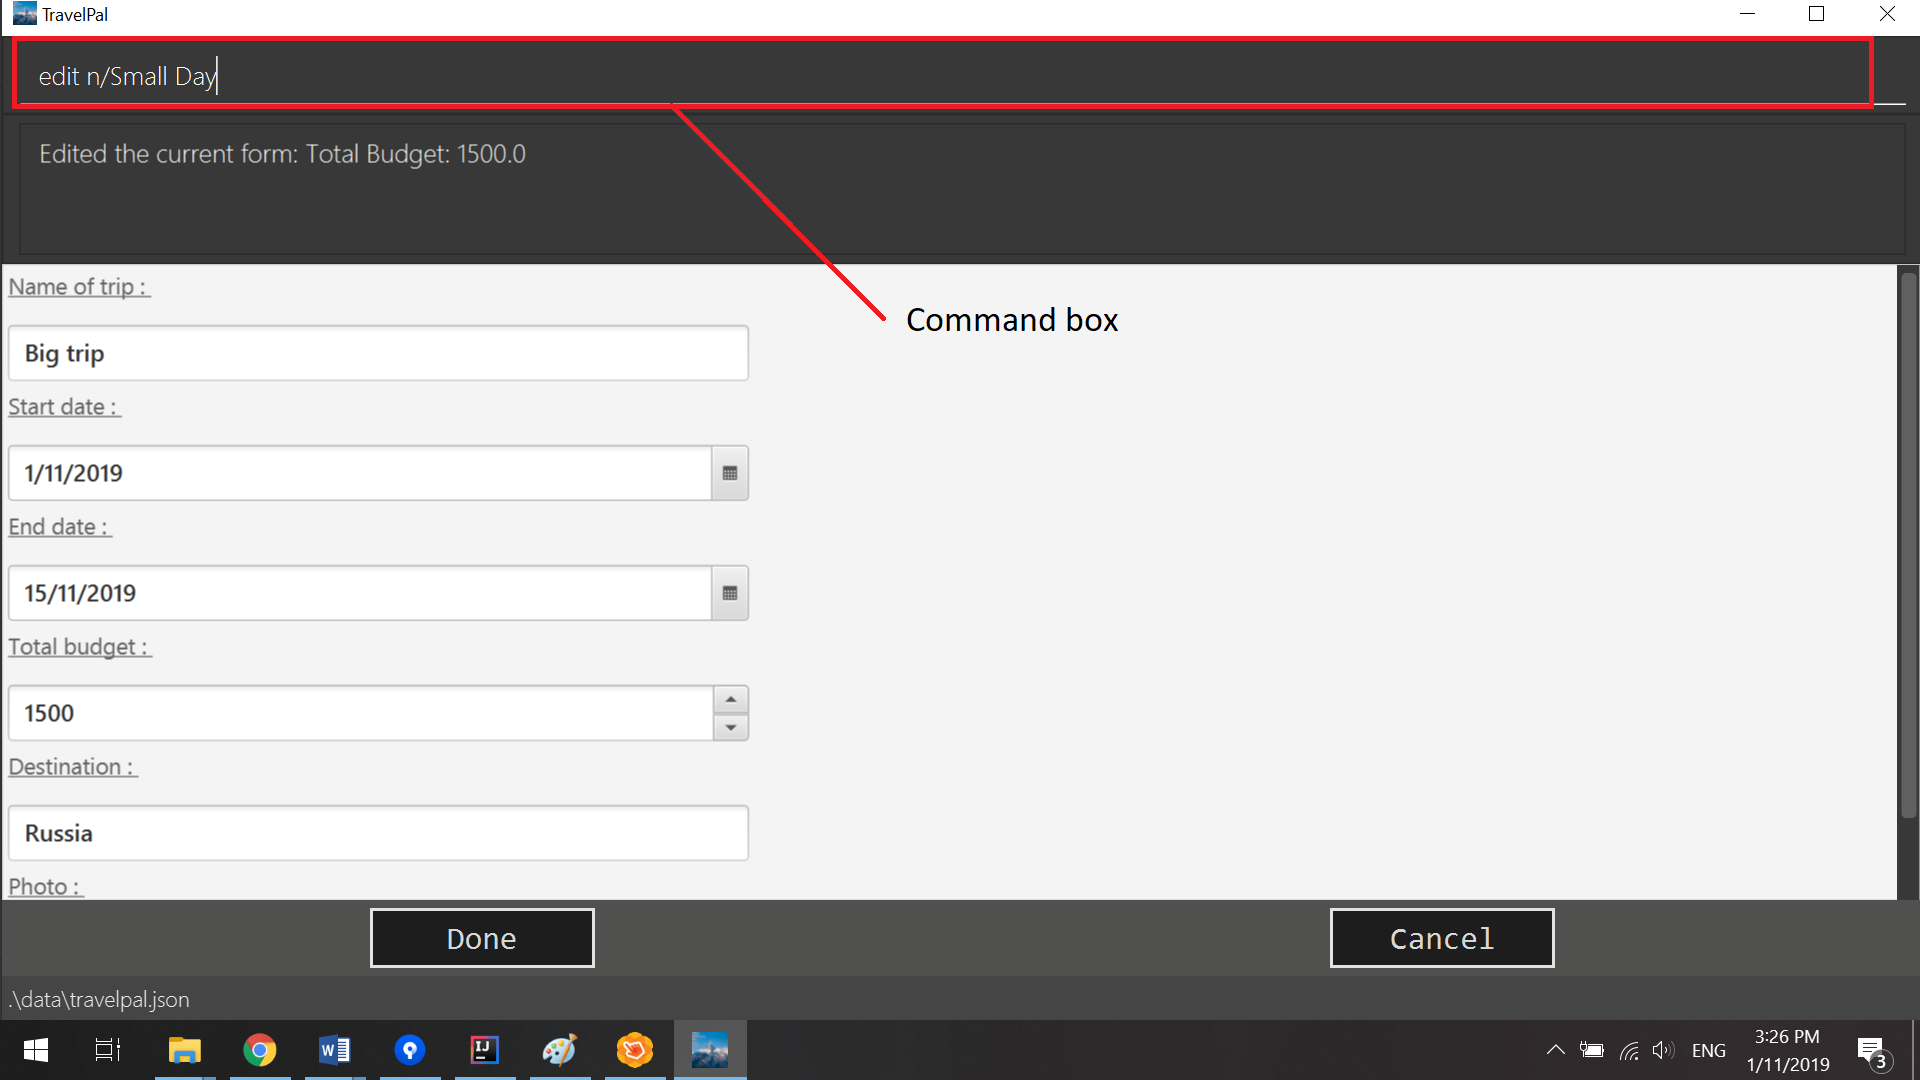 TravelPal
edit n/Small Day
Edited the current form: Total Budget: 1500.0
Name of trip :
Command box
Big trip
Start date :
1/11/2019
End date :
15/11/2019
Total budget :
1500
Destination :
Russia
Photo :
Done
Cancel
.\data\travelpal.json
W
IJ
ENG
3:26 PM
1/11/2019
3